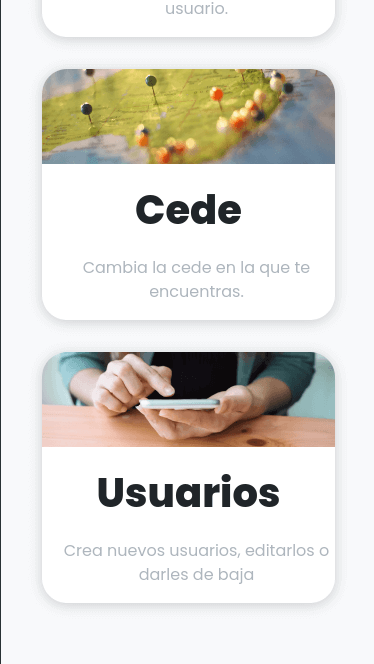 usuario.
Cede
Cambia la cede en la que te
encuentras.
Usuarios
Crea nuevos usuarios, editarlos o
darles de baja